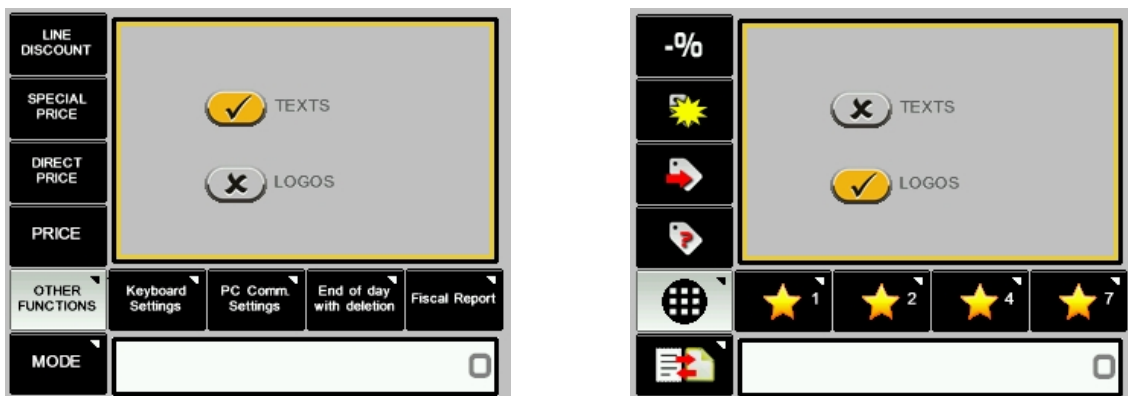 LINE
DISCOUNT
SPECIAL
PRICE
DIRECT
PRICE
PRICE
TEXTS
LOGOS
OTHER
FUNCTIONS
Keyboard
Settings
PC Comm.
Settings
End of day
with deletion
Fiscal Report
MODE
0
-%
TEXTS
LOGOS
?
1
2
4
7
0